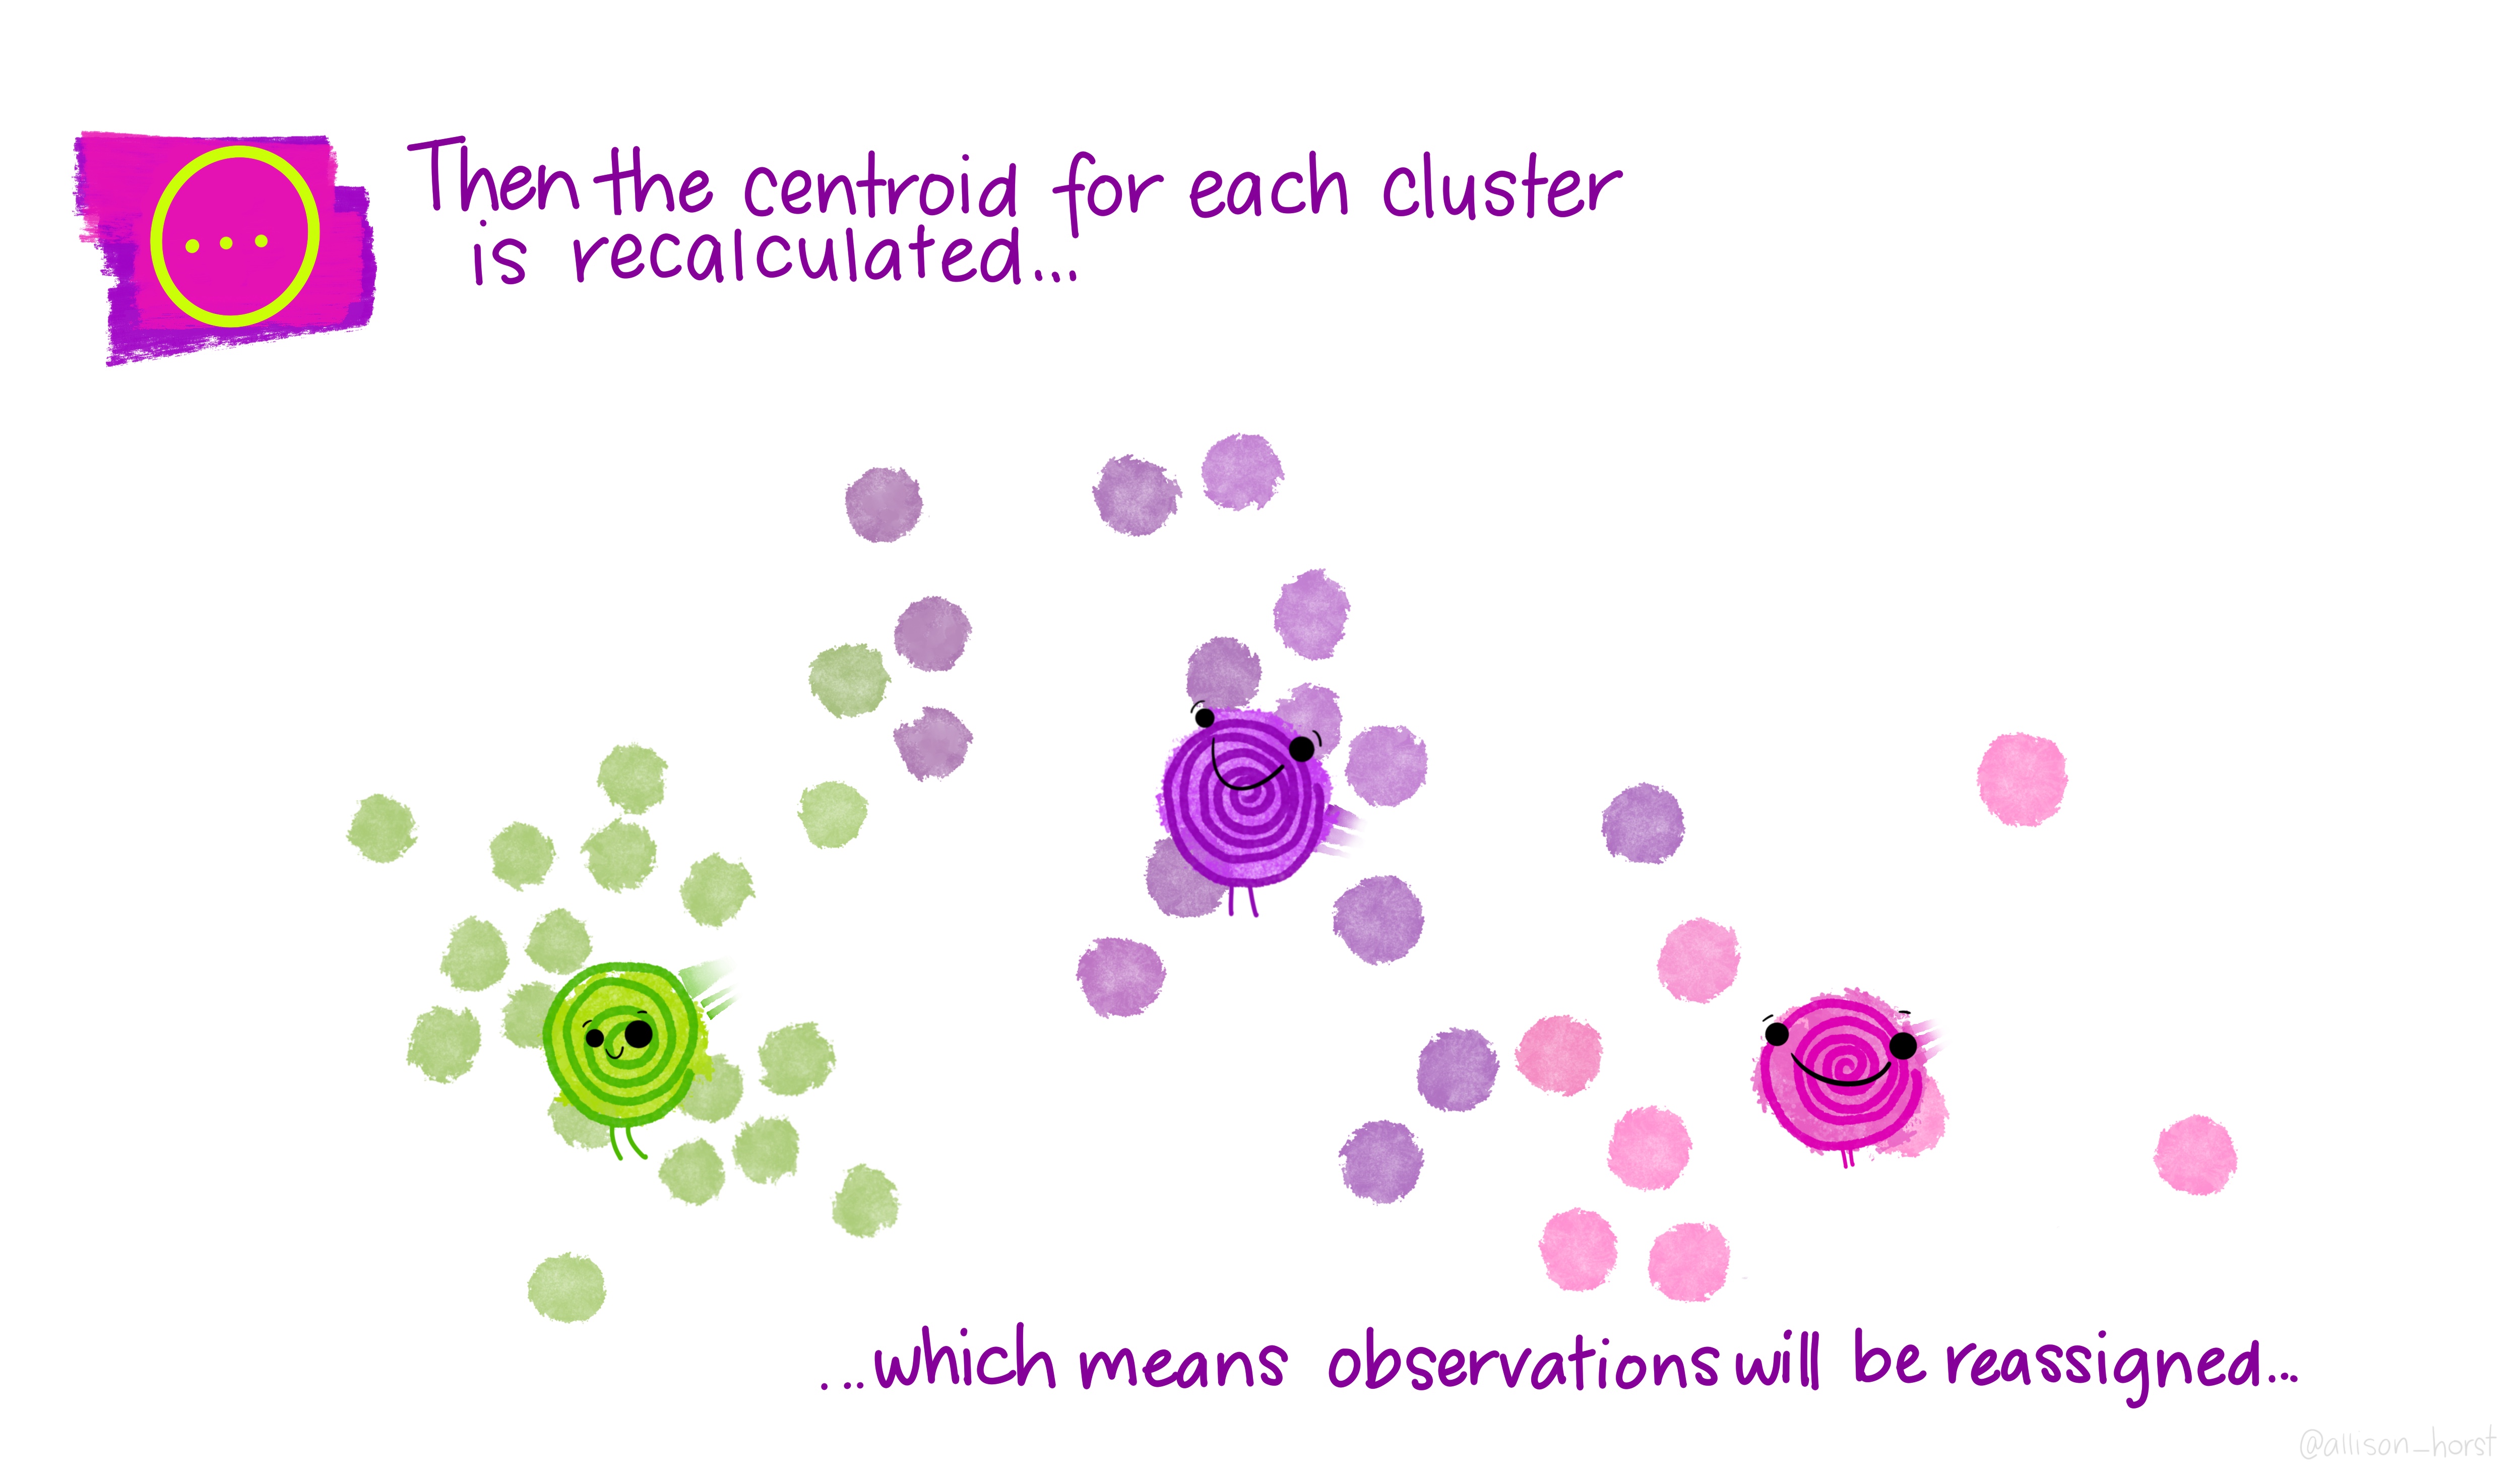 Then the centroid for each cluster
is recalculated...
...which means observations will be reassigned...
@allison_horst